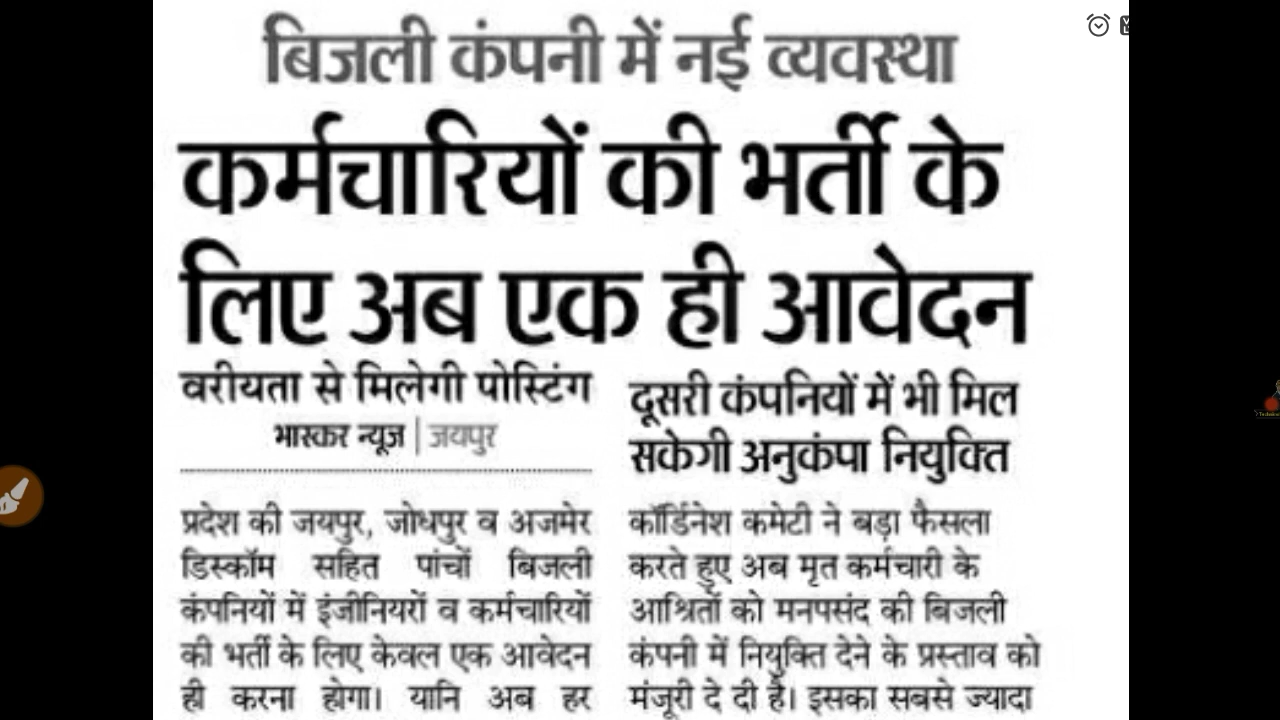 बिजली कंपनी में नई व्यवस्था
कर्मचारियों की भर्ती के
लिए अब एक ही आवेदन
वरीयता से मिलेगी पोस्टिंग
भास्कर न्यूज | जयपुर
प्रदेश की जयपुर, जोधपुर व अजमेर
डिस्कॉम सहित पांचों बिजली
कंपनियों में इंजीनियरों व कर्मचारियों
की भर्ती के लिए केवल एक आवेदन
ही करना होगा। यानि अब हर
दूसरी कंपनियों में भी मिल
सकेगी अनुकंपा नियुक्ति
कॉर्डिनेश कमेटी ने बड़ा फैसला
करते हुए अब मृत कर्मचारी के
आश्रितों को मनपसंद की बिजली
कंपनी में नियुक्ति देने के प्रस्ताव को
मंजूरी दे दी है। इसका सबसे ज्यादा